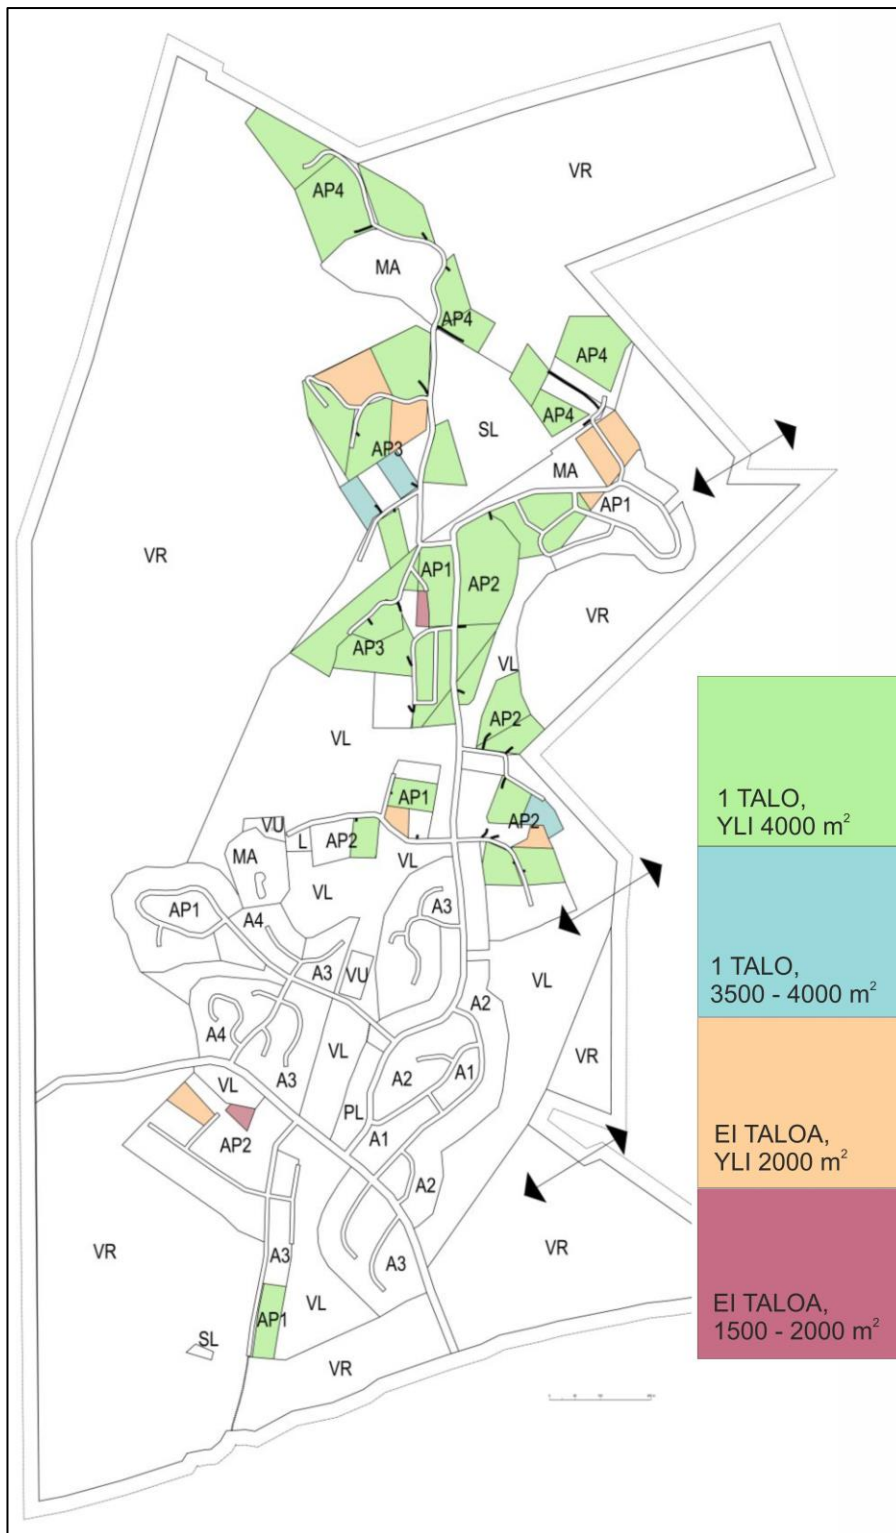 VR
AP4
MA
AP4
AP4
AP4
SL
AP3
MA
AP1
VR
AP1
AP2
VR
AP3
VL
AP2
VL
AP1
AP2
VU
L
AP2
VL
MA
VL
AP1
A4
A3
A3
VU
VL
A2
A4
VL
VR
A3
A2
A1
VL
PL
AP2
A1
A2
VR
VR
A3
A3
VL
AP1
SL
VR
1 TALO,
YLI 4000 m²
1 TALO,
3500 - 4000 m²
EI TALOA,
YLI 2000 m²
EI TALOA,
1500 - 2000 m²